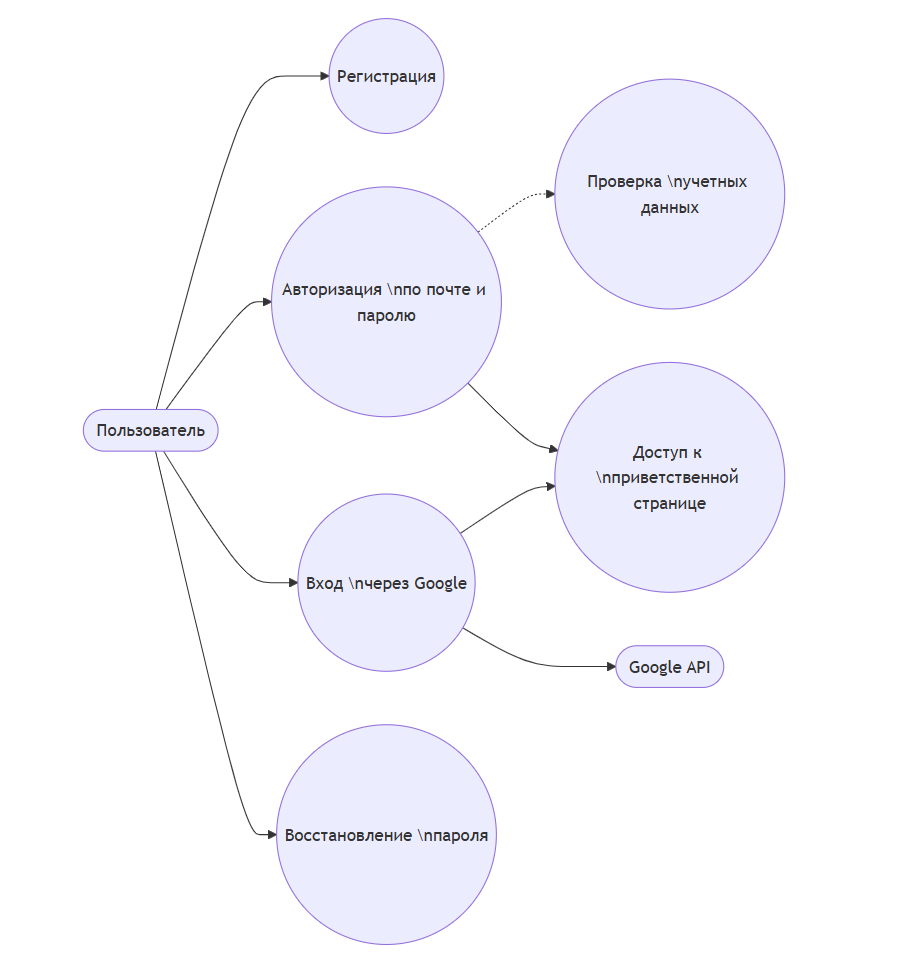 Регистрация
Проверка \nучетных
данных
Авторизация \nпо почте и
паролю
Пользователь
Доступ к
\nприветственной
странице
Вход \nчерез Google
Google API
Восстановление \nпароля